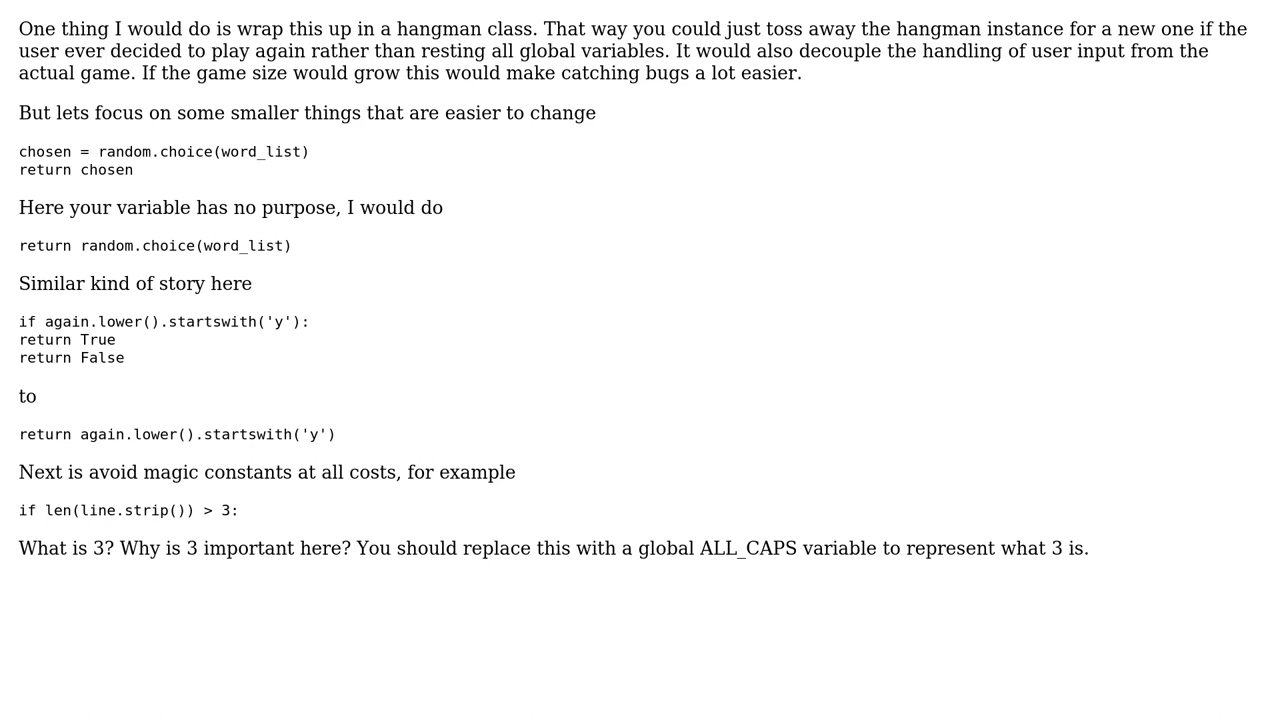 One thing I would do is wrap this up in a hangman class. That way you could just toss away the hangman instance for a new one if the
user ever decided to play again rather than resting all global variables. It would also decouple the handling of user input from the
actual game. If the game size would grow this would make catching bugs a lot easier.
But lets focus on some smaller things that are easier to change
chosen = random.choice(word_list)
return chosen
Here your variable has no purpose, I would do
return random.choice(word_list)
Similar kind of story here
if again.lower().startswith('y'):
return True
return False
to
return again.lower().startswith('y')
Next is avoid magic constants at all costs, for example
if len(line.strip()) > 3:
What is 3? Why is 3 important here? You should replace this with a global ALL_CAPS variable to represent what 3 is.